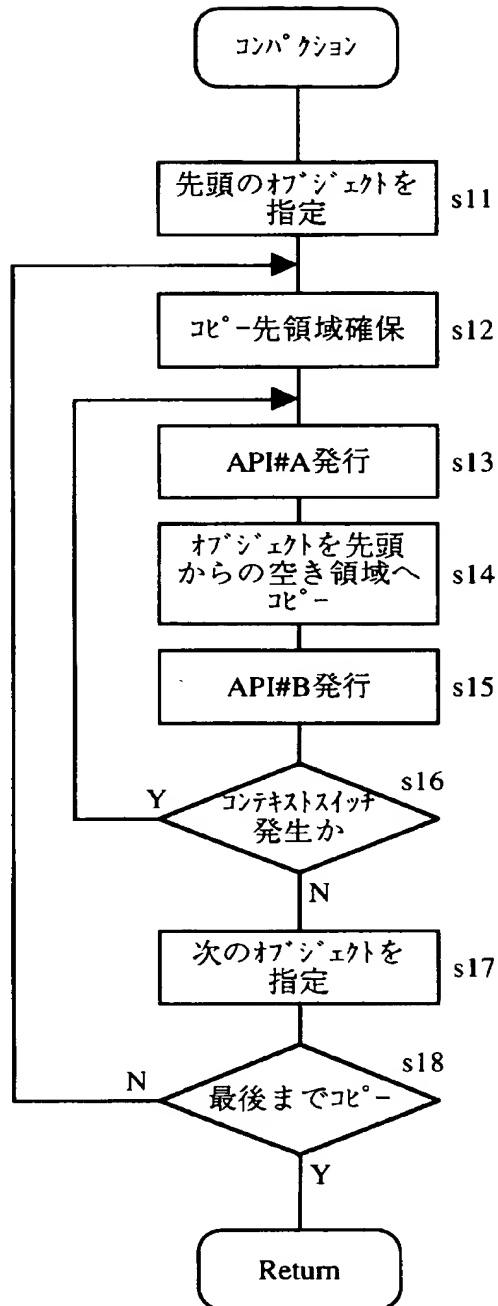 コンパクション
先頭のオブジェクトを
指定
s11
コピー先領域確保
s12
API#A発行
s13
オブジェクトを先頭
からの空き領域へ
コピー
s14
API#B発行
s15
s16
Y
コンテキストスイッチ
発生か
N
次のオブジェクトを
指定
s17
s18
N
最後までコピー
Y
Return